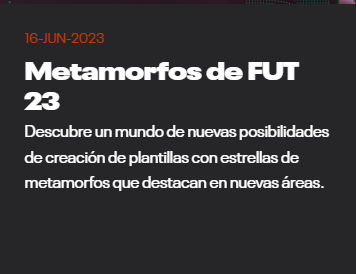 16-JUN-2023
Metamorfos de FUT
23
Descubre un mundo de nuevas posibilidades
de creación de plantillas con estrellas de
metamorfos que destacan en nuevas áreas.